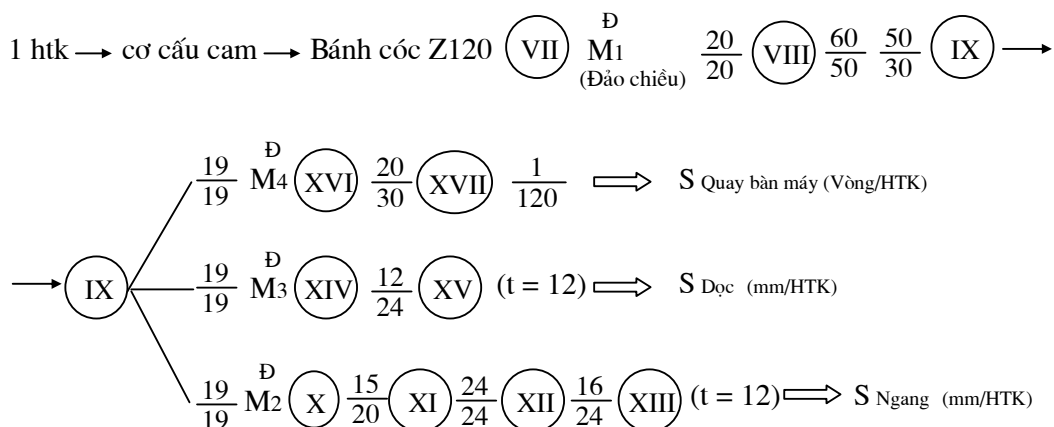 1 htk → cơ cấu cam → Bánh cóc Z120 VII Đ M1 (Đảo chiều) 20/20 VIII 60/50 50/30 IX →
19/19 Đ M4 XVI 20/30 XVII 1/120 ⇒ S Quay bàn máy (Vòng/HTK)
→ IX 19/19 Đ M3 XIV 12/24 XV (t = 12) ⇒ S Dọc (mm/HTK)
19/19 Đ M2 X 15/20 XI 24/24 XII 16/24 XIII (t = 12) ⇒ S Ngang (mm/HTK)